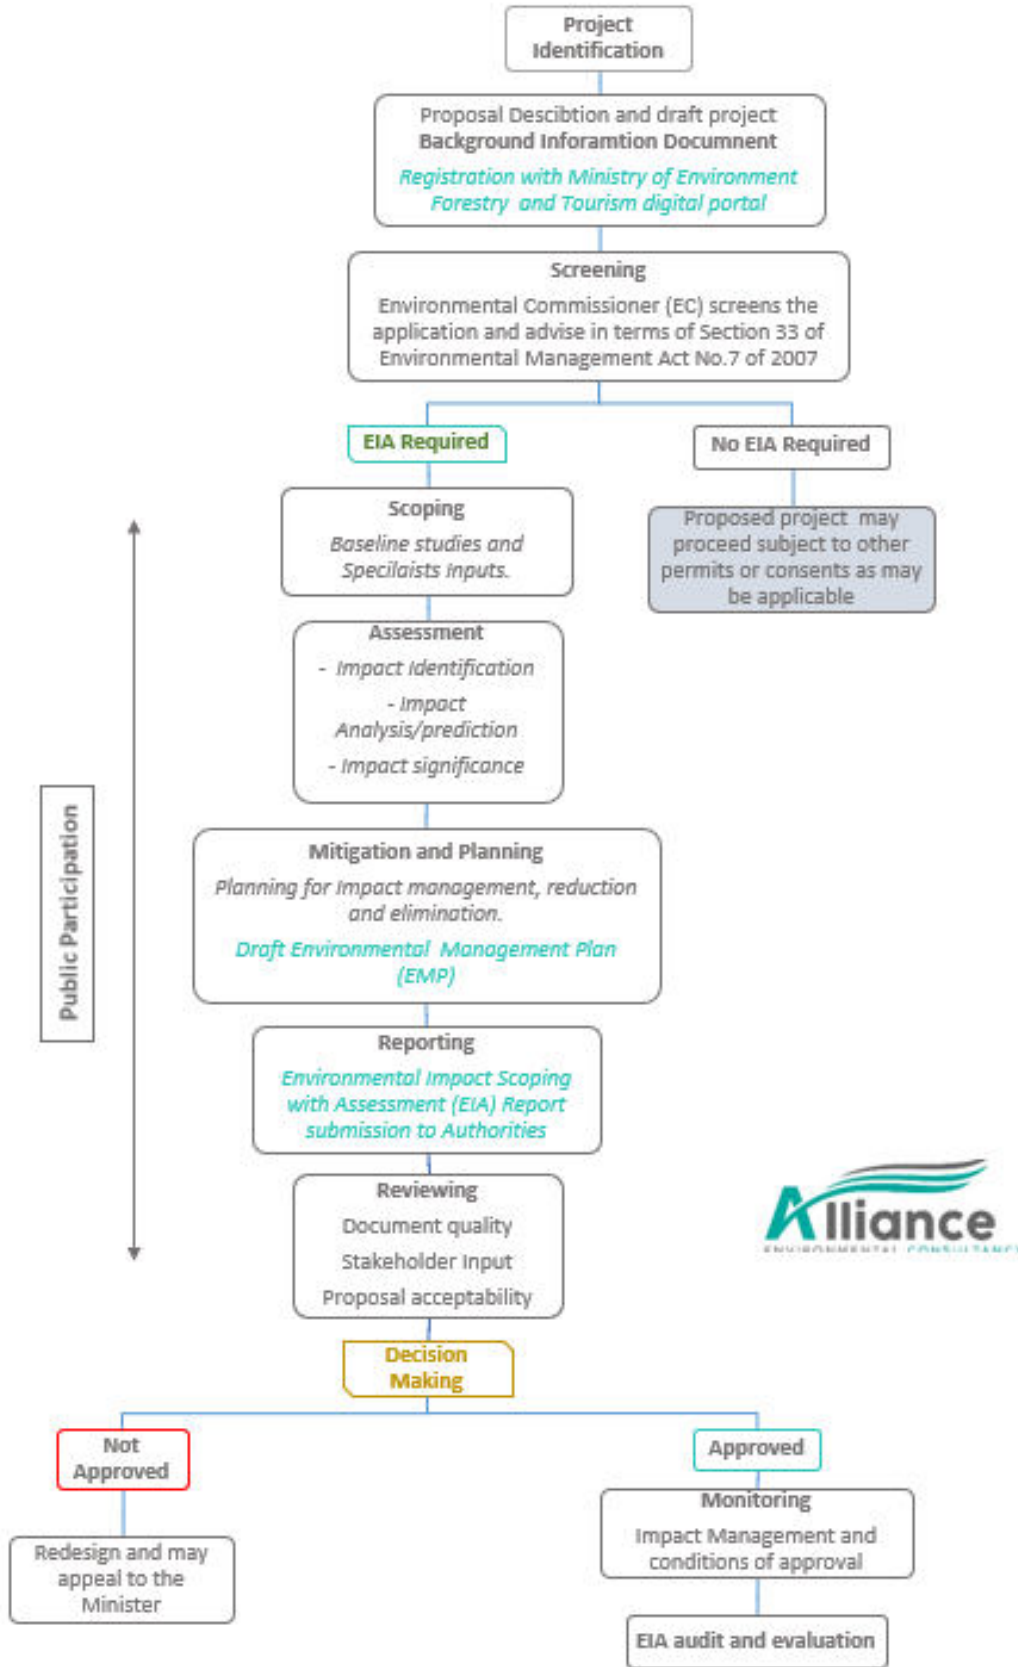 Project
Identification
Proposal Descibtion and draft project
Background Inforamtion Documnent
Registration with Ministry of Environment
Forestry and Tourism digital portal
Screening
Environmental Commissioner (EC) screens the
application and advise in terms of Section 33 of
Environmental Management Act No.7 of 2007
EIA Required
No EIA Required
Scoping
Baseline studies and
Specilaists Inputs.
Proposed project may
proceed subject to other
permits or consents as may
be applicable
Assessment
- Impact Identification
- Impact
Analysis/prediction
- Impact significance
Public Participation
Mitigation and Planning
Planning for Impact management, reduction
and elimination.
Draft Environmental Management Plan
(EMP)
Reporting
Environmental Impact Scoping
with Assessment (EIA) Report
submission to Authorities
Reviewing
Document quality
Stakeholder Input
Proposal acceptability
Alliance
ENVIRONMENTAL CONSULTANC
Decision
Making
Not
Approved
Approved
Redesign and may
appeal to the
Minister
Monitoring
Impact Management and
conditions of approval
EIA audit and evaluation